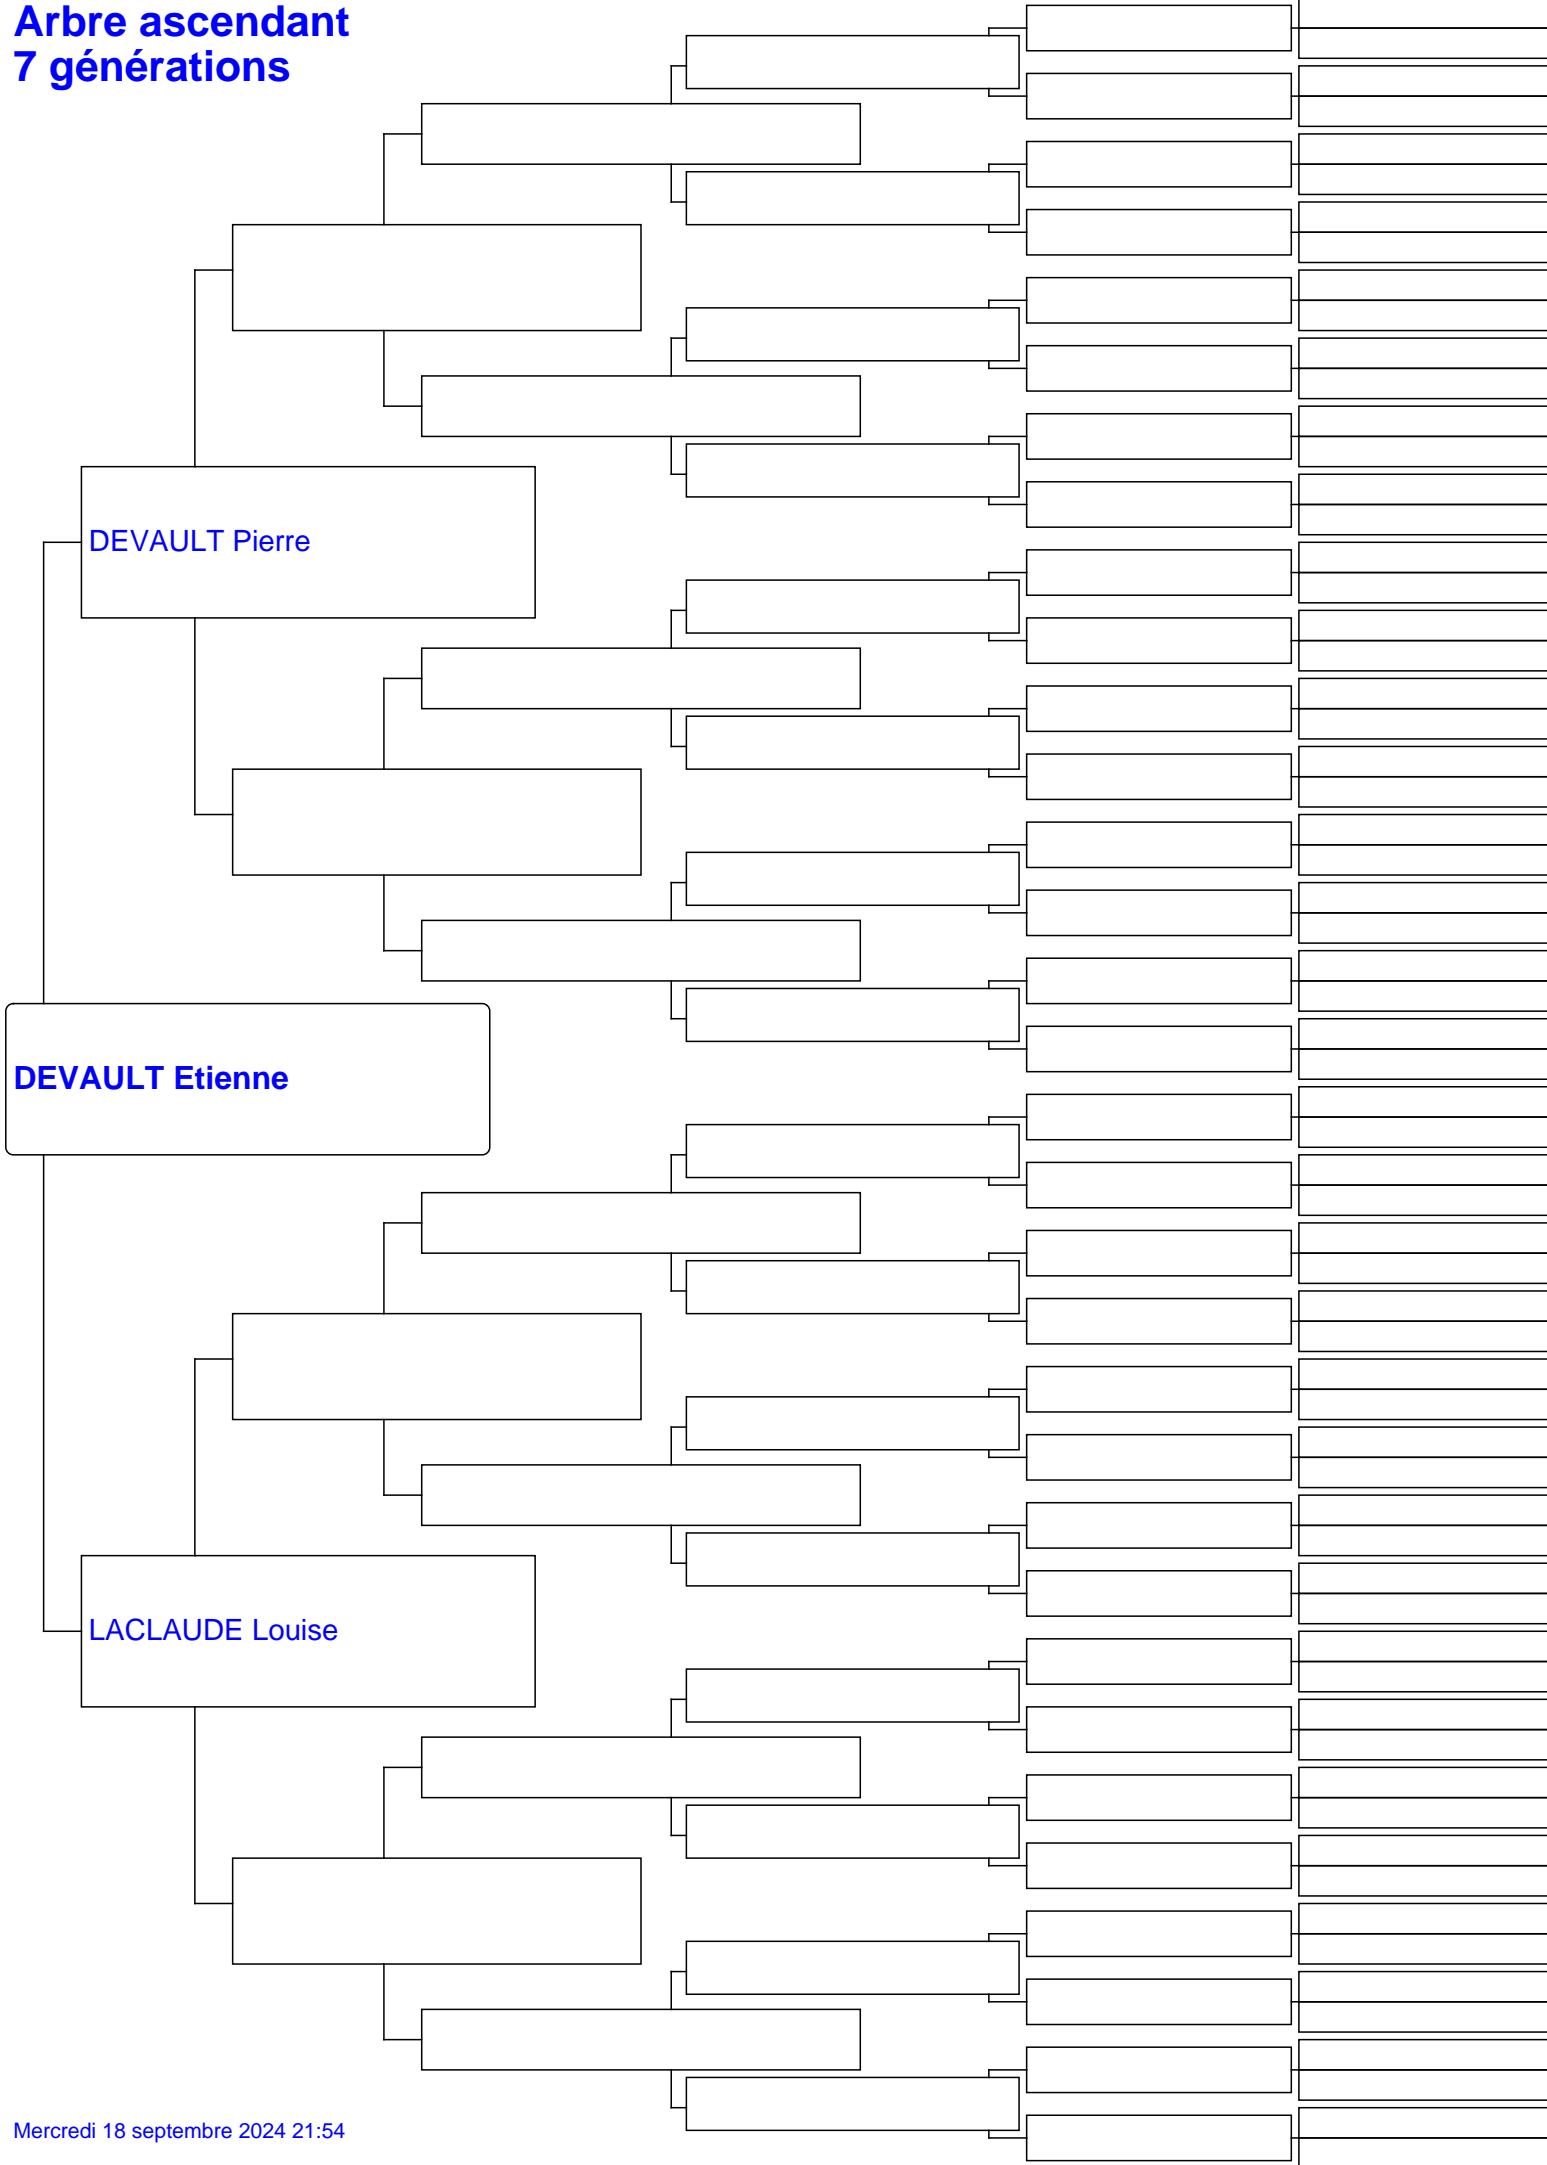 Arbre ascendant
7 générations
DEVAULT Pierre
DEVAULT Etienne
LACLAUDE Louise
Mercredi 18 septembre 2024 21:54